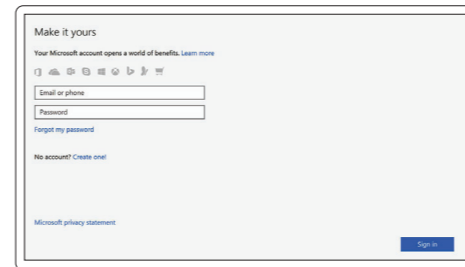 Make it yours
Your Microsoft account opens a world of benefits. Learn more
Email or phone
Password
Forgot my password
No account? Create one!
Microsoft privacy statement
Sign in